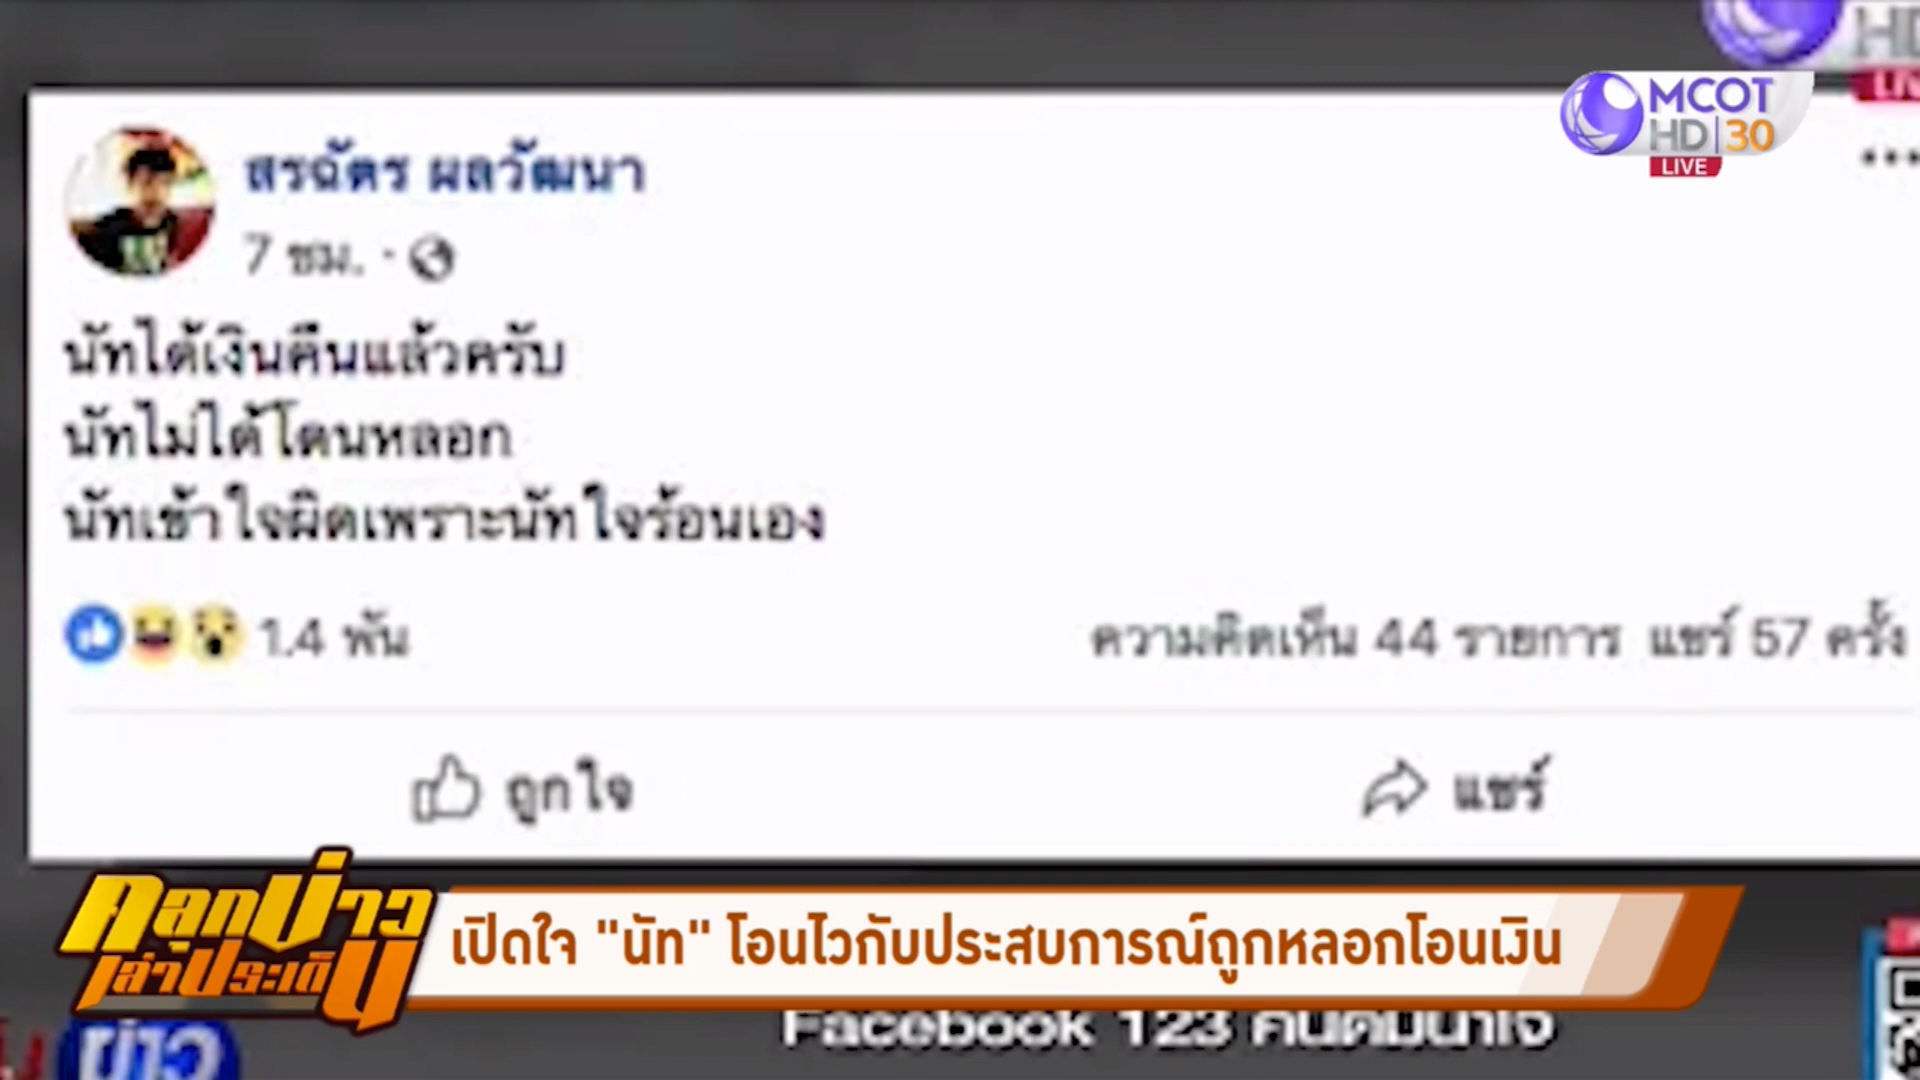 HD
LIV
MCOT
HD|30
LIVE
สรฉัตร ผลวัฒนา
7 ชม. ·
นัทได้เงินคืนแล้วครับ
นัทไม่ได้โดนหลอก
นัทเข้าใจผิดเพราะนัทใจร้อนเอง
1.4 พัน
ความคิดเห็น 44 รายการ แชร์ 57 ครั้ง
ถูกใจ
แชร์
คลุกข่าว
เล่าประเด็น
เปิดใจ "นัท" โอนไวกับประสบการณ์ถูกหลอกโอนเงิน
ข่าว
Facebook 123